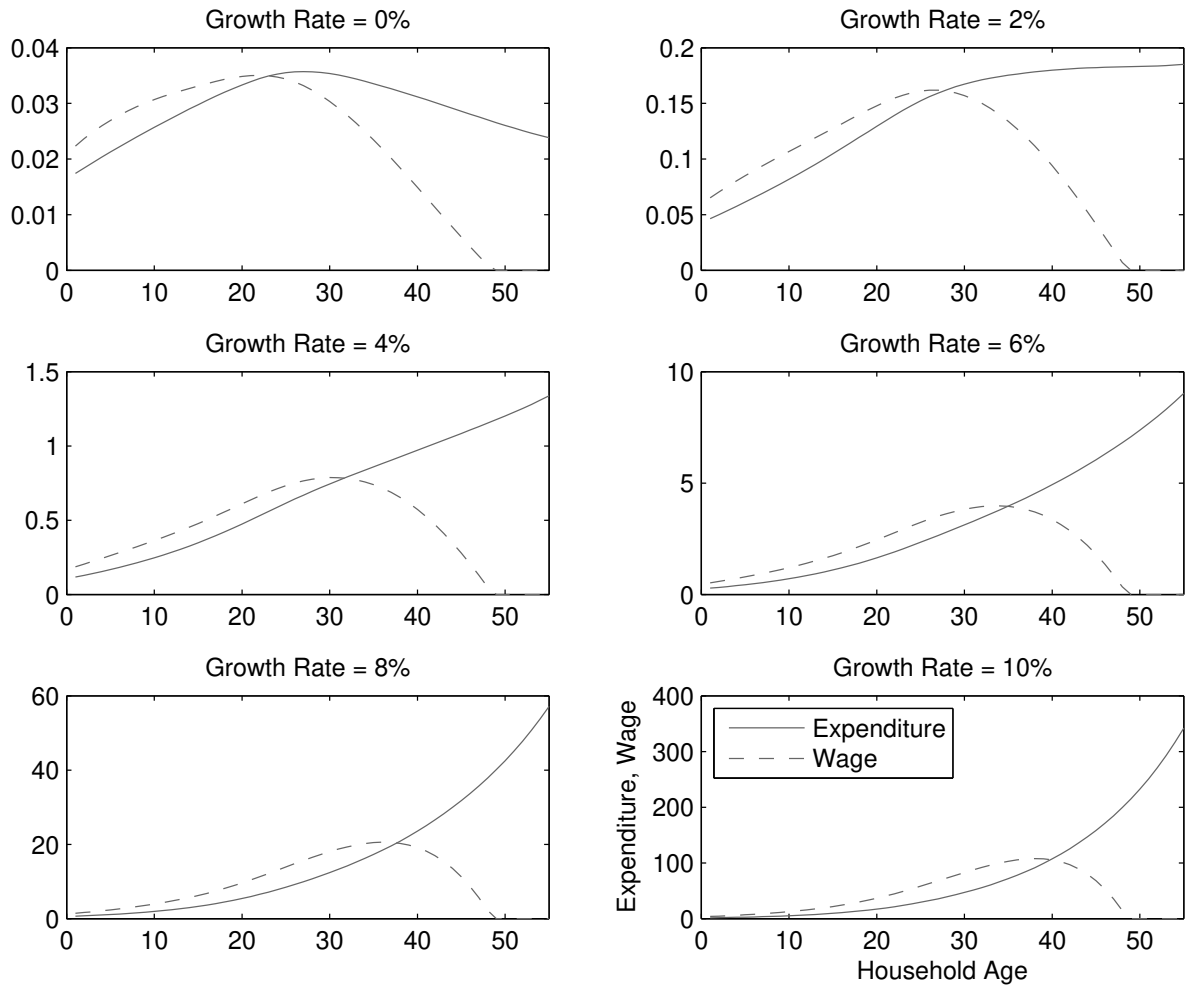 Growth Rate = 0%
0.04
0.03
0.02
0.01
0
0 10 20 30 40 50
Growth Rate = 2%
0.2
0.15
0.1
0.05
0
0 10 20 30 40 50
Growth Rate = 4%
1.5
1
0.5
0
0 10 20 30 40 50
Growth Rate = 6%
10
5
0
0 10 20 30 40 50
Growth Rate = 8%
60
40
20
0
0 10 20 30 40 50
Growth Rate = 10%
Expenditure, Wage
400
300
200
100
0
Expenditure
Wage
0 10 20 30 40 50
Household Age